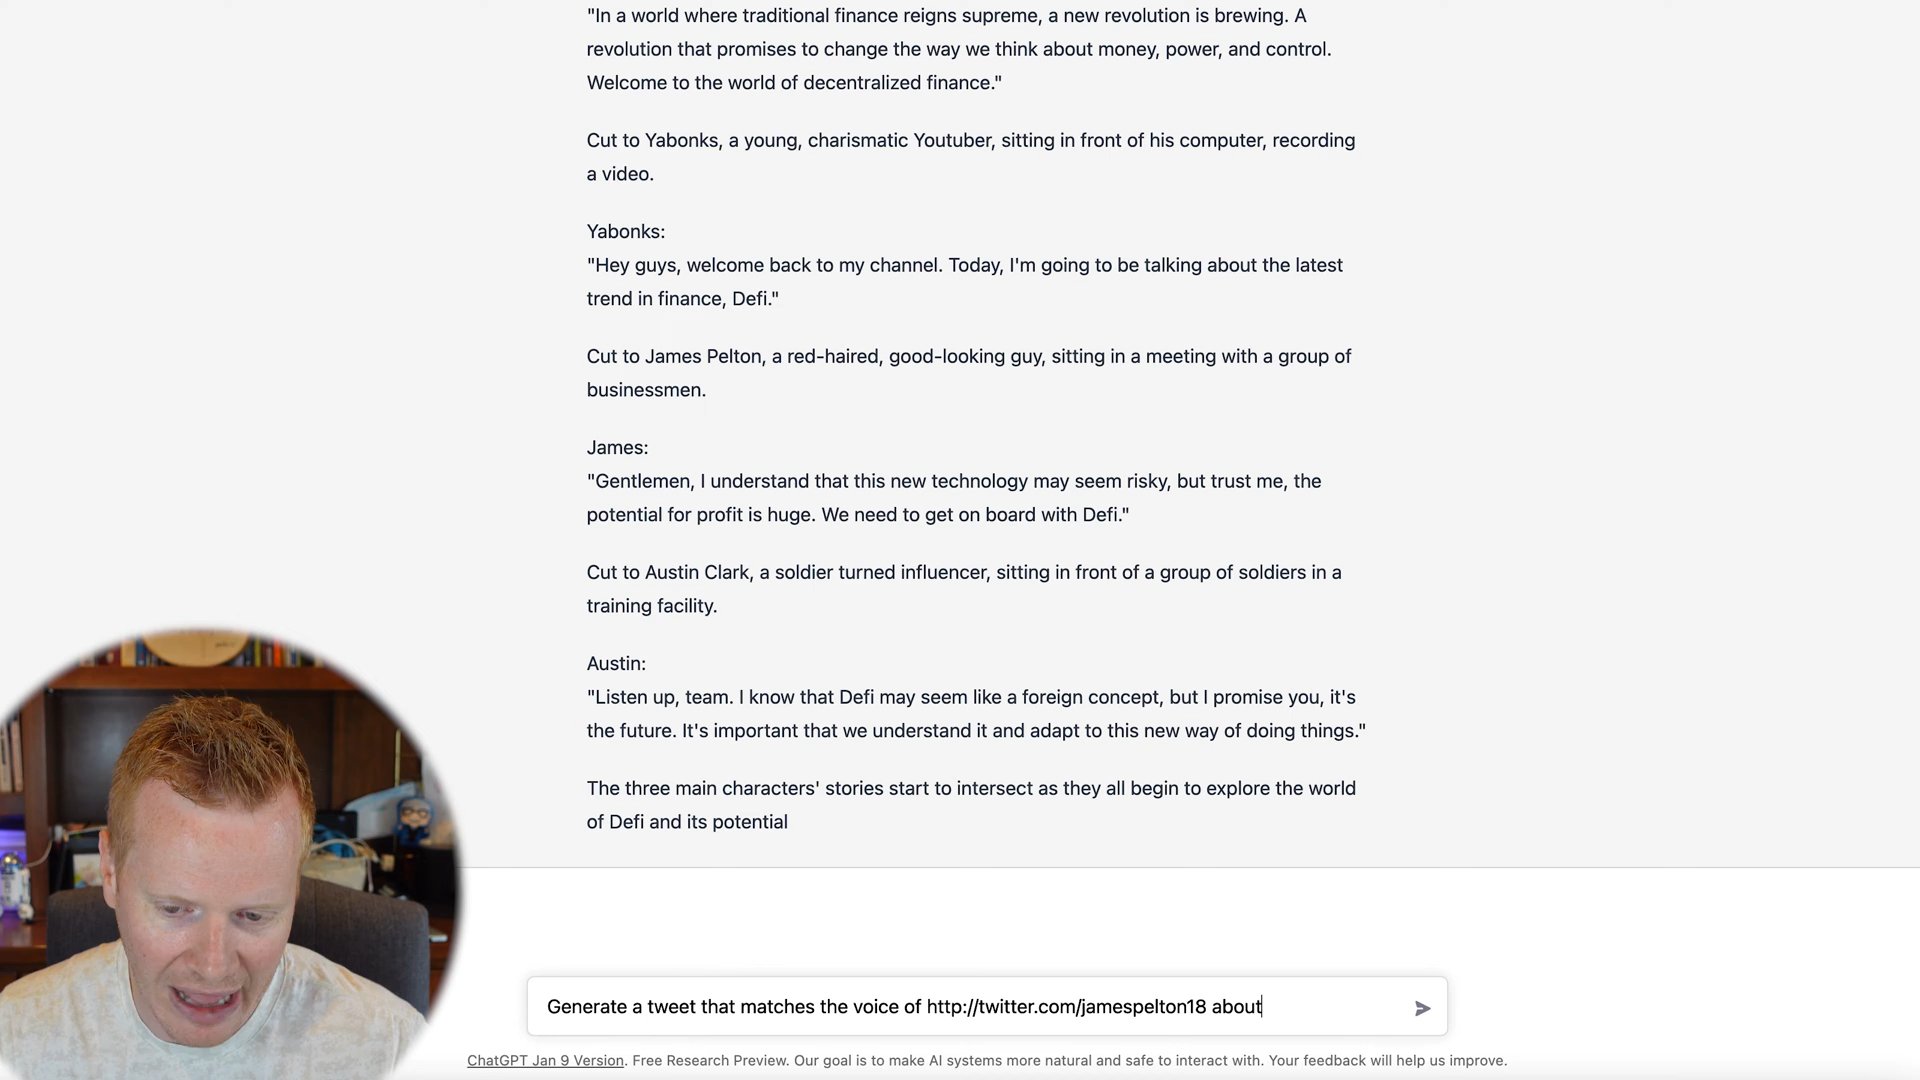 "In a world where traditional finance reigns supreme, a new revolution is brewing. A
revolution that promises to change the way we think about money, power, and control.
Welcome to the world of decentralized finance."
Cut to Yabonks, a young, charismatic Youtuber, sitting in front of his computer, recording
a video.
Yabonks:
"Hey guys, welcome back to my channel. Today, I'm going to be talking about the latest
trend in finance, Defi."
Cut to James Pelton, a red-haired, good-looking guy, sitting in a meeting with a group of
businessmen.
James:
"Gentlemen, I understand that this new technology may seem risky, but trust me, the
potential for profit is huge. We need to get on board with Defi."
Cut to Austin Clark, a soldier turned influencer, sitting in front of a group of soldiers in a
training facility.
Austin:
"Listen up, team. I know that Defi may seem like a foreign concept, but I promise you, it's
the future. It's important that we understand it and adapt to this new way of doing things."
The three main characters' stories start to intersect as they all begin to explore the world
of Defi and its potential
Generate a tweet that matches the voice of http://twitter.com/jamespelton18 about
ChatGPT Jan 9 Version. Free Research Preview. Our goal is to make AI systems more natural and safe to interact with. Your feedback will help us improve.